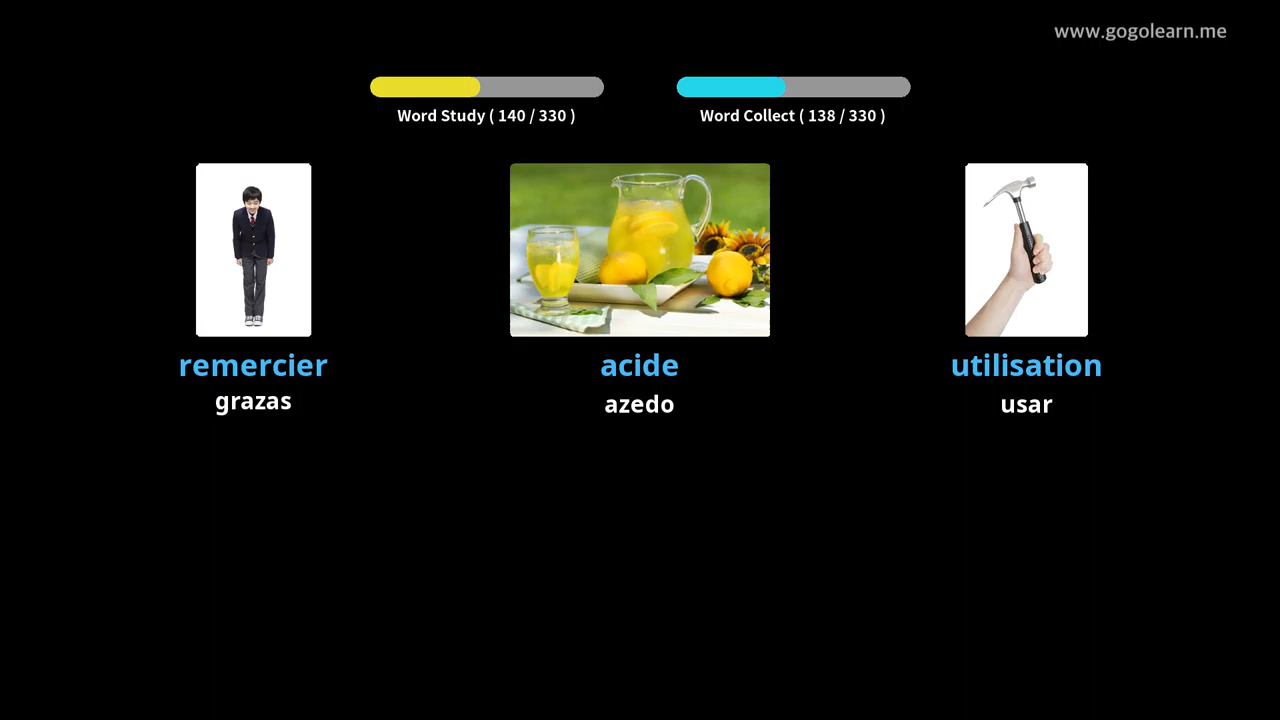 www.gogolearn.me
Word Study ( 140 / 330 )
Word Collect ( 138 / 330 )
remercier
grazas
acide
azedo
utilisation
usar